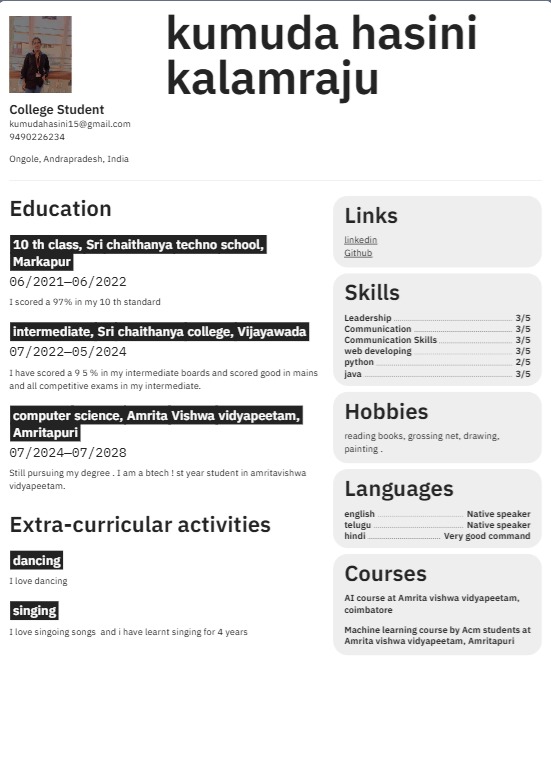 kumuda hasini
kalamraju
College Student
kumudahasini15@gmail.com
9490226234
Ongole, Andrapradesh, India
Education
10 th class, Sri chaithanya techno school,
Markapur
06/2021—06/2022
I scored a 97% in my 10 th standard
intermediate, Sri chaithanya college, Vijayawada
07/2022—05/2024
I have scored a 9 5 % in my intermediate boards and scored good in mains
and all competitive exams in my intermediate.
computer science, Amrita Vishwa vidyapeetam,
Amritapuri
07/2024—07/2028
Still pursuing my degree . I am a btech ! st year student in amritavishwa
vidyapeetam.
Extra-curricular activities
dancing
I love dancing
singing
I love singoing songs  and i have learnt singing for 4 years
Links
linkedin
Github
Skills
Leadership 3/5
Communication 3/5
Communication Skills 3/5
web developing 3/5
python 2/5
java 3/5
Hobbies
reading books, grossing net, drawing,
painting .
Languages
english Native speaker
telugu Native speaker
hindi Very good command
Courses
AI course at Amrita vishwa vidyapeetam,
coimbatore
Machine learning course by Acm students at
Amrita vishwa vidyapeetam, Amritapuri